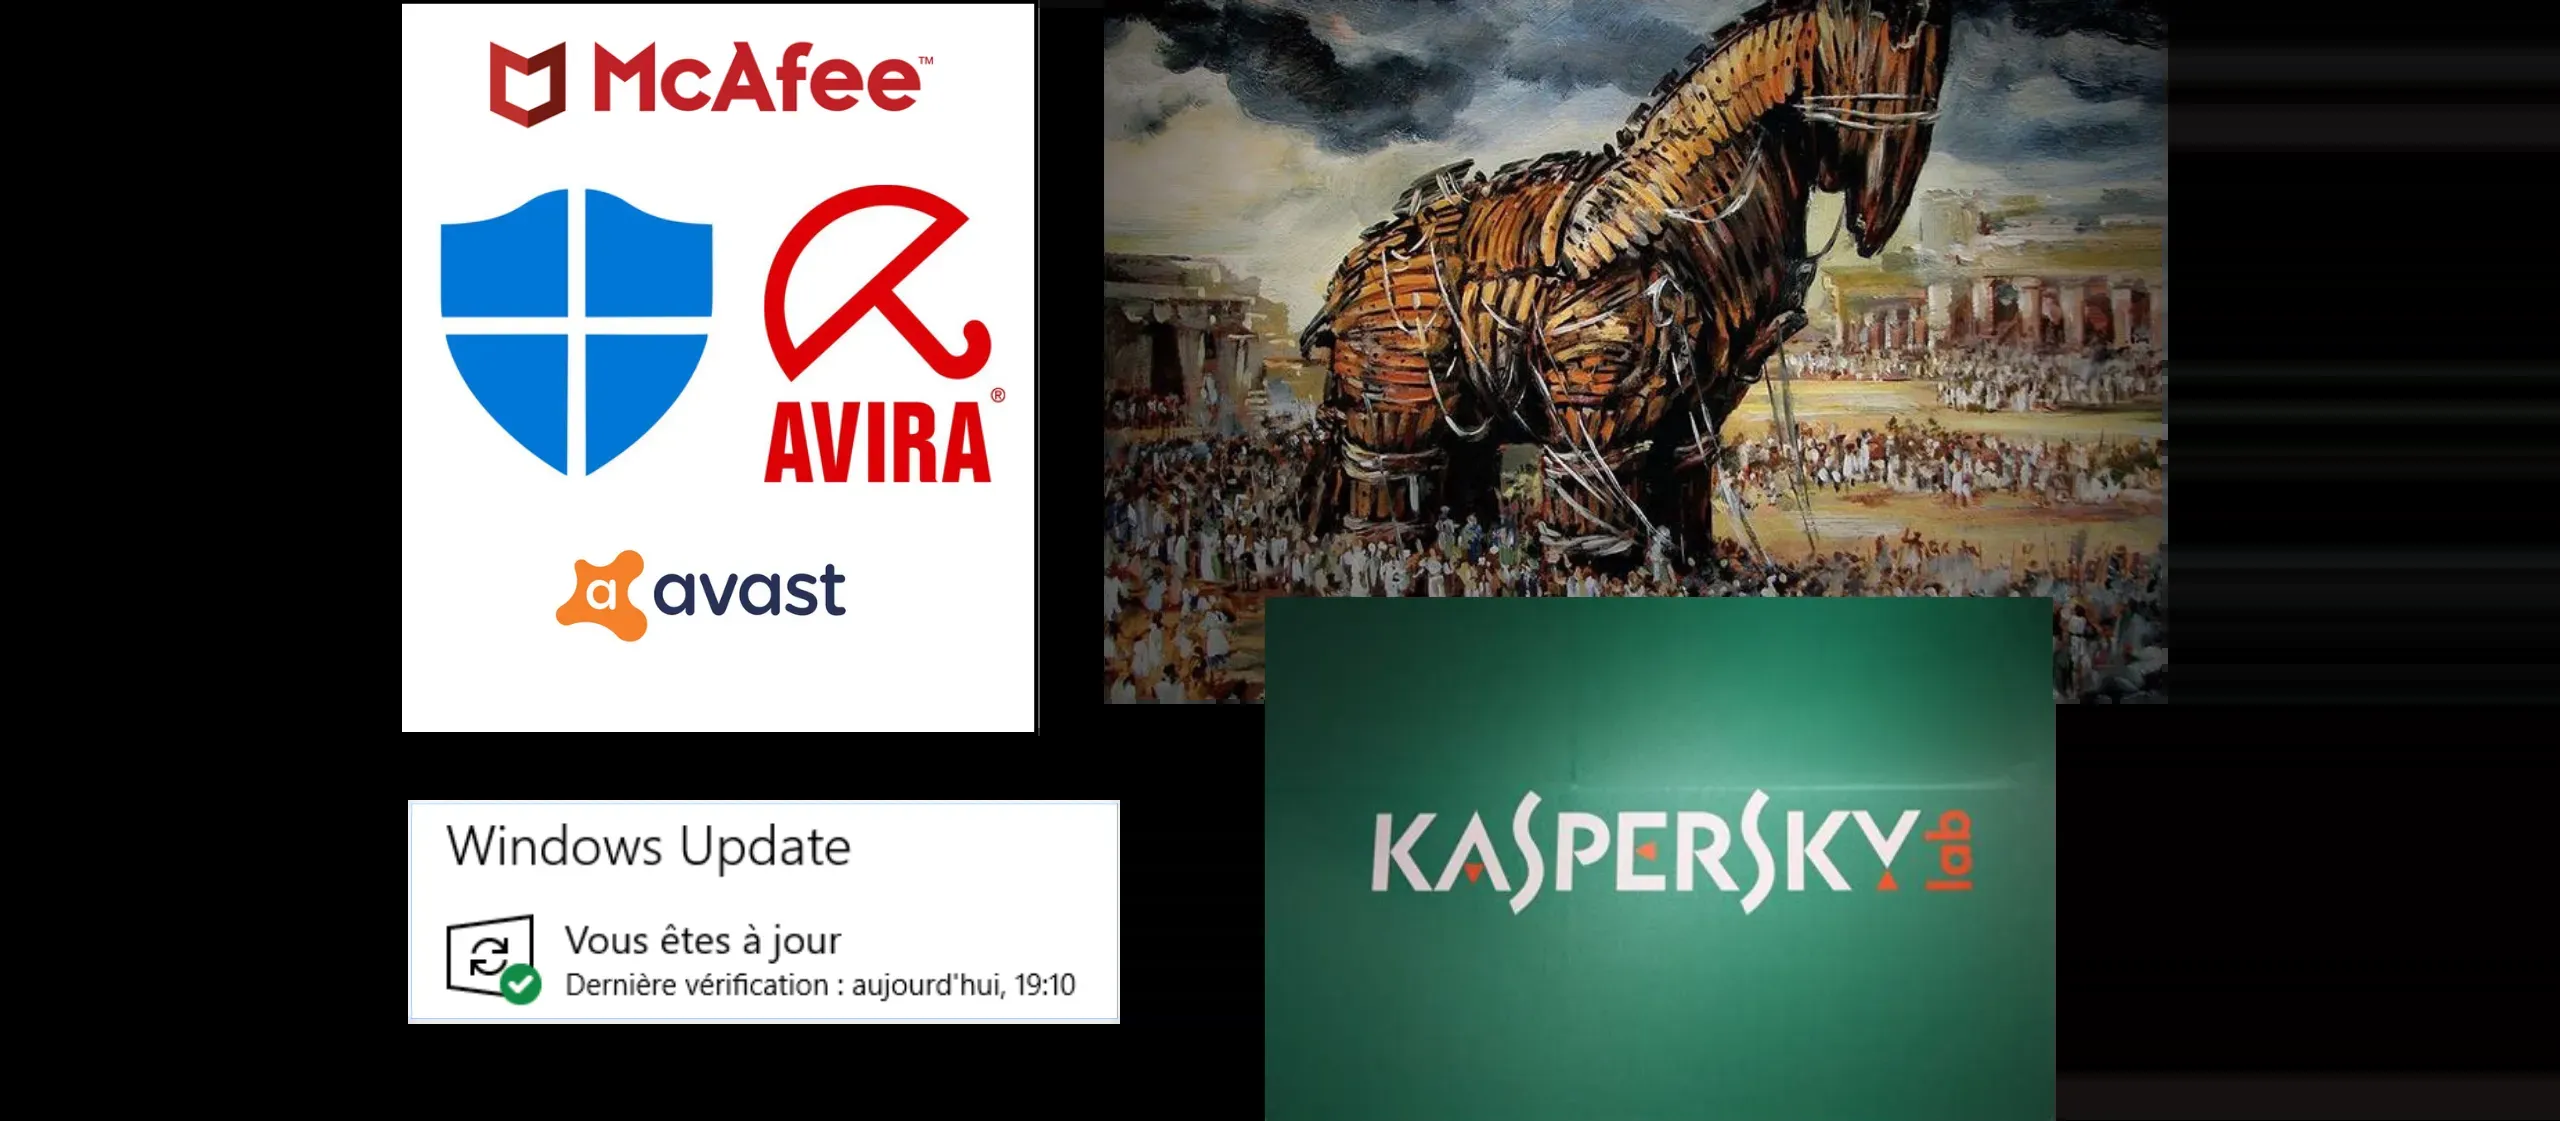 McAfee™
AVIRA®
a avast
Windows Update
Vous êtes à jour
Dernière vérification : aujourd'hui, 19:10
KASPERSKY lab